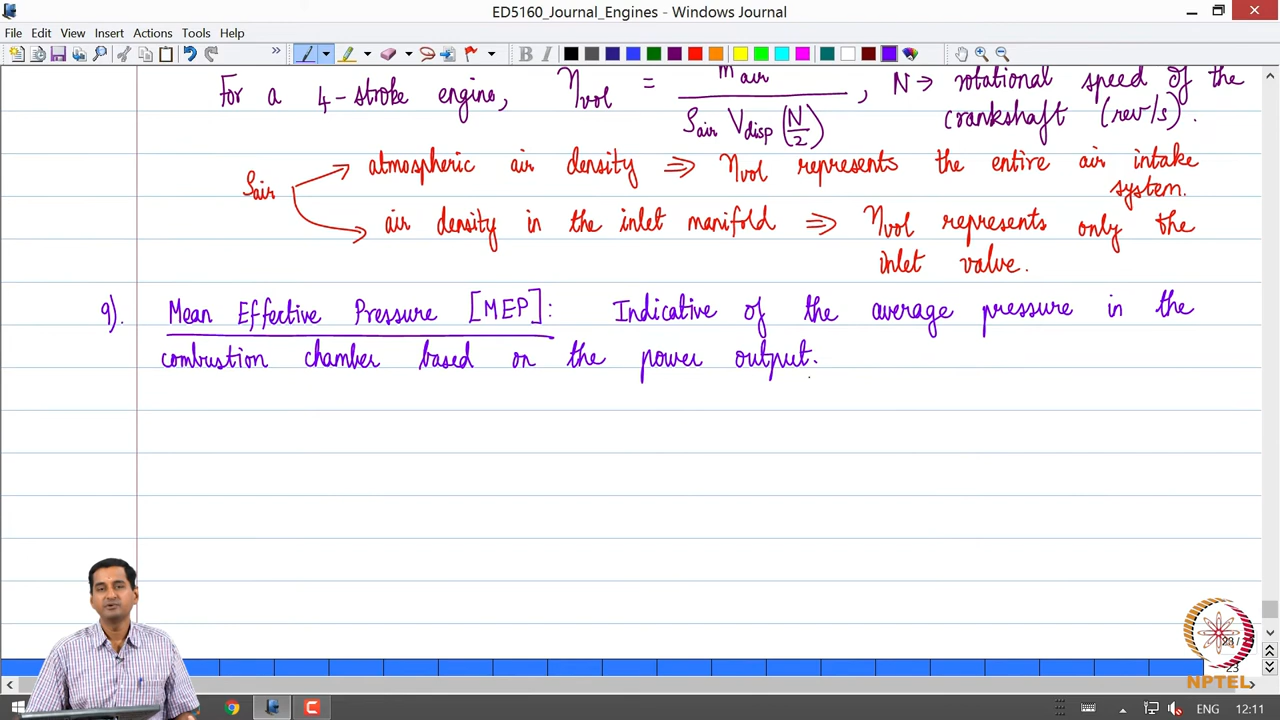 ED5160_Journal_Engines - Windows Journal
File Edit View Insert Actions Tools Help
For a 4-stroke engine, ηvol = ṁair / ρair Vdisp (N/2), N → rotational speed of the
crankshaft (rev/s).
ρair → atmospheric air density ⇒ ηvol represents the entire air intake
system.
→ air density in the inlet manifold ⇒ ηvol represents only the
inlet valve.
9). Mean Effective Pressure [MEP]: Indicative of the average pressure in the
combustion chamber based on the power output.
23 /
23
NPTEL
ENG 12:11